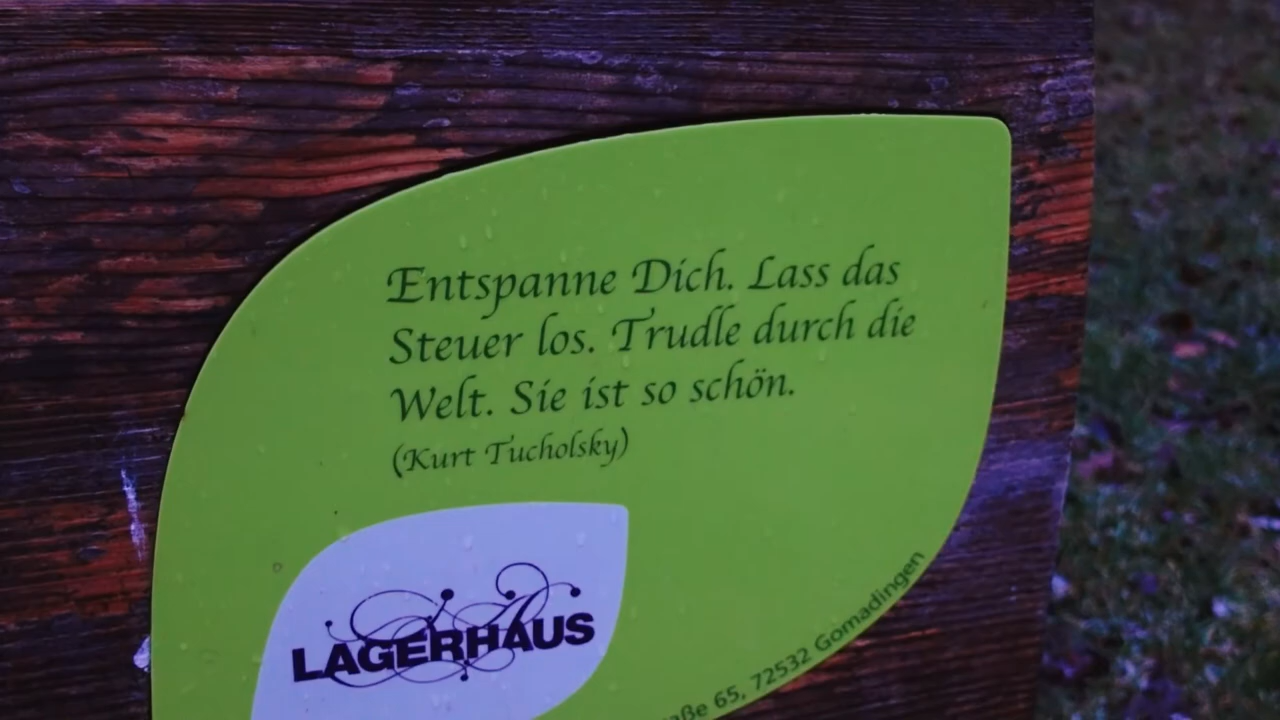 Entspanne Dich. Lass das
Steuer los. Trudle durch die
Welt. Sie ist so schön.
(Kurt Tucholsky)
LAGERHAUS
65, 72532 Gomadingen